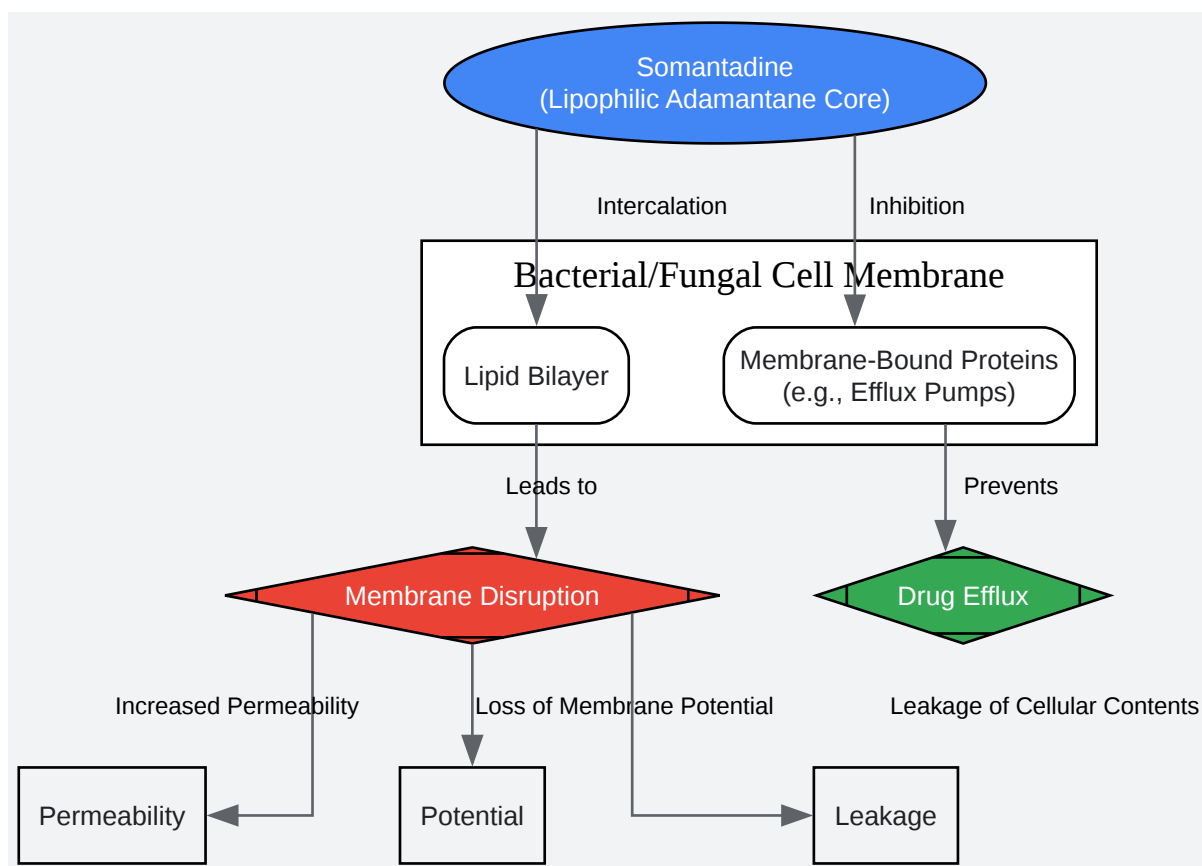 Somantadine
(Lipophilic Adamantane Core)
Intercalation
Inhibition
Bacterial/Fungal Cell Membrane
Lipid Bilayer
Membrane-Bound Proteins
(e.g., Efflux Pumps)
Leads to
Prevents
Membrane Disruption
Drug Efflux
Increased Permeability
Loss of Membrane Potential
Leakage of Cellular Contents
Permeability
Potential
Leakage